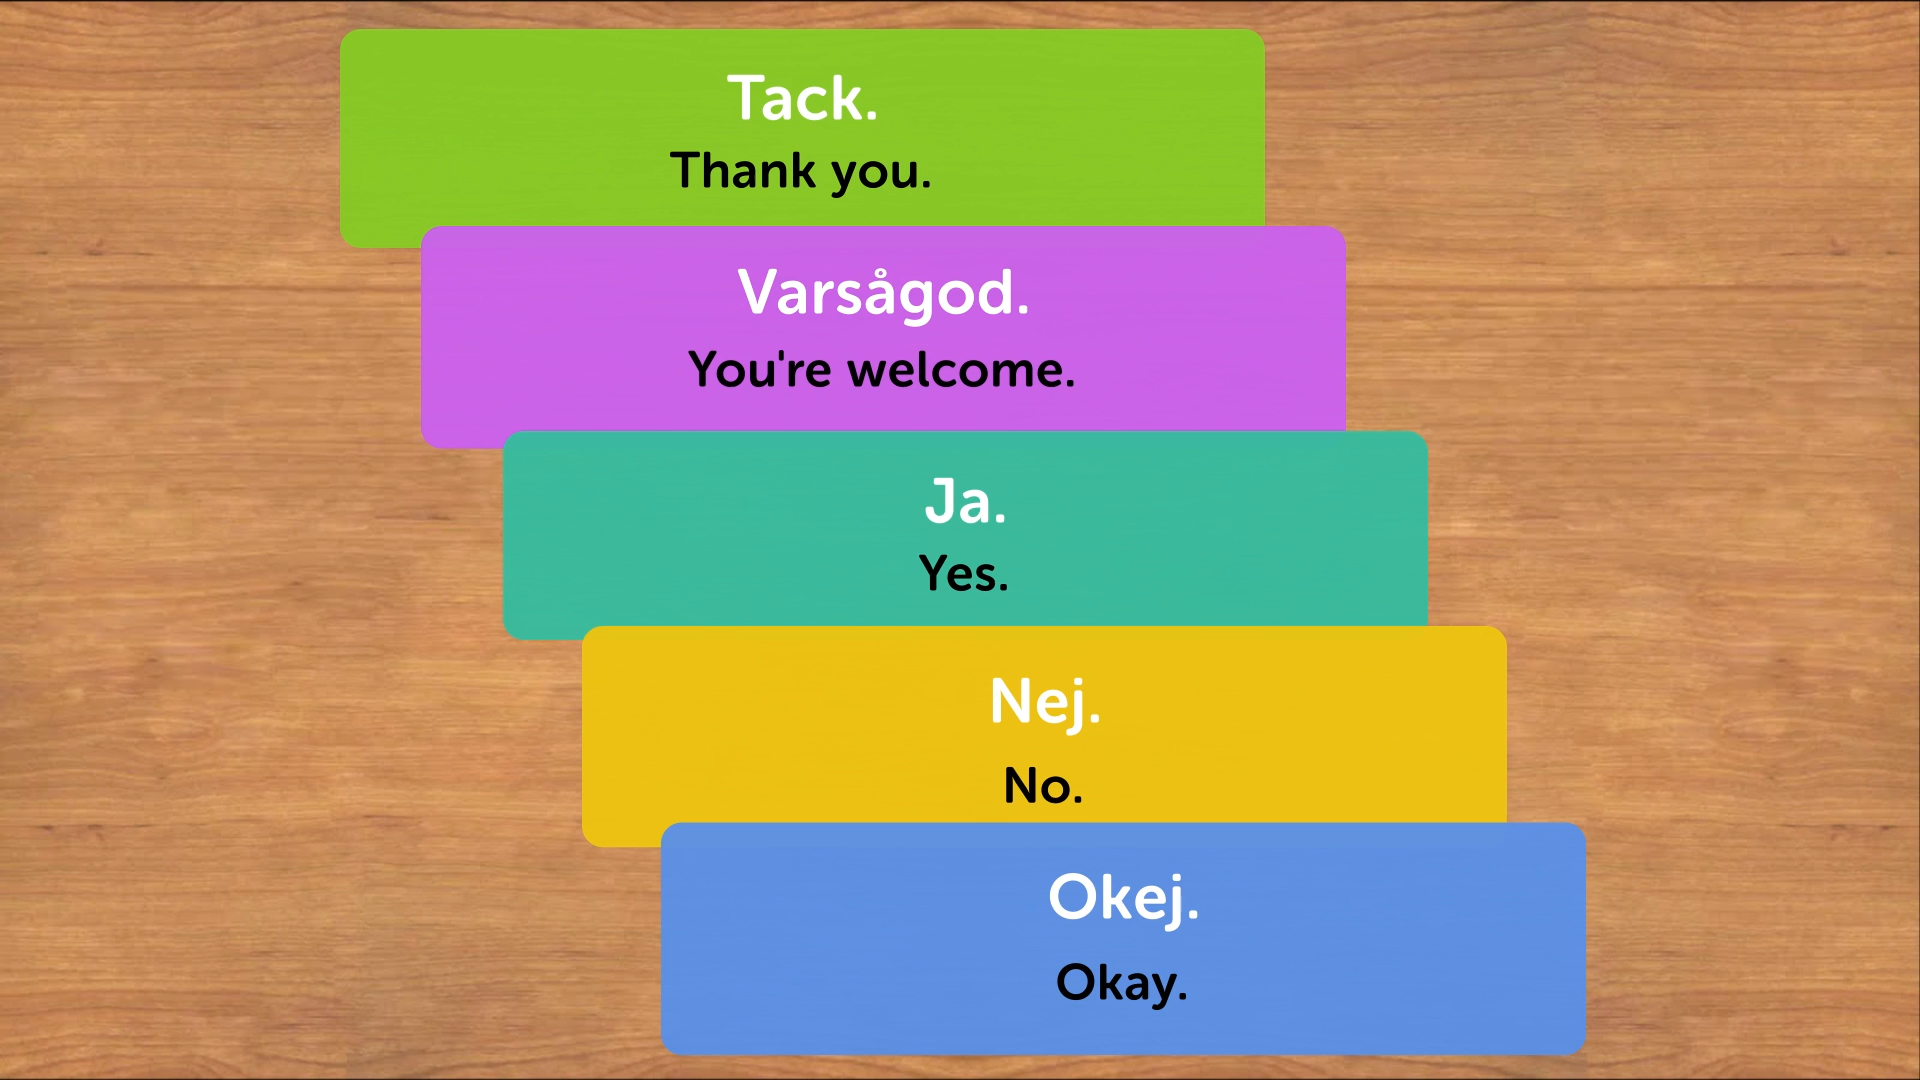 Tack.
Thank you.
Varsågod.
You're welcome.
Ja.
Yes.
Nej.
No.
Okej.
Okay.